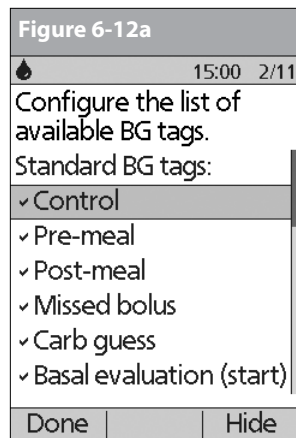 Figure 6-12a
15:00 2/11
Configure the list of
available BG tags.
Standard BG tags:
✓Control
✓Pre-meal
✓Post-meal
✓Missed bolus
✓Carb guess
✓Basal evaluation (start)
Done Hide